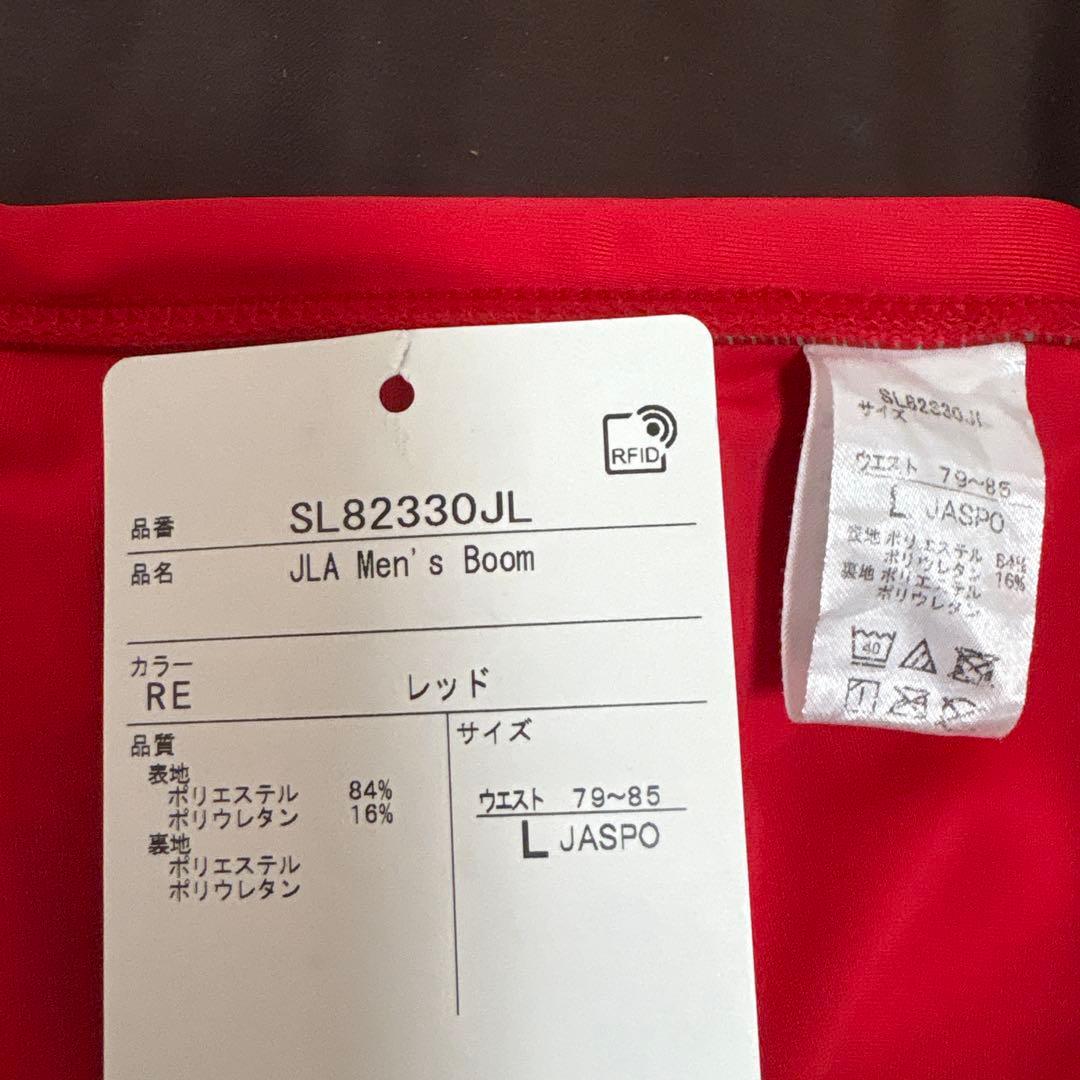 RFID
品番 SL82330JL
品名 JLA Men's Boom
カラー
RE レッド
品質
表地
ポリエステル 84%
ポリウレタン 16%
裏地
ポリエステル
ポリウレタン
サイズ
ウエスト 79~85
L JASPO
SL82330JL
サイズ
ウエスト 79~85
L JASPO
表地 ポリエステル 84%
ポリウレタン 16%
裏地 ポリエステル
ポリウレタン
40